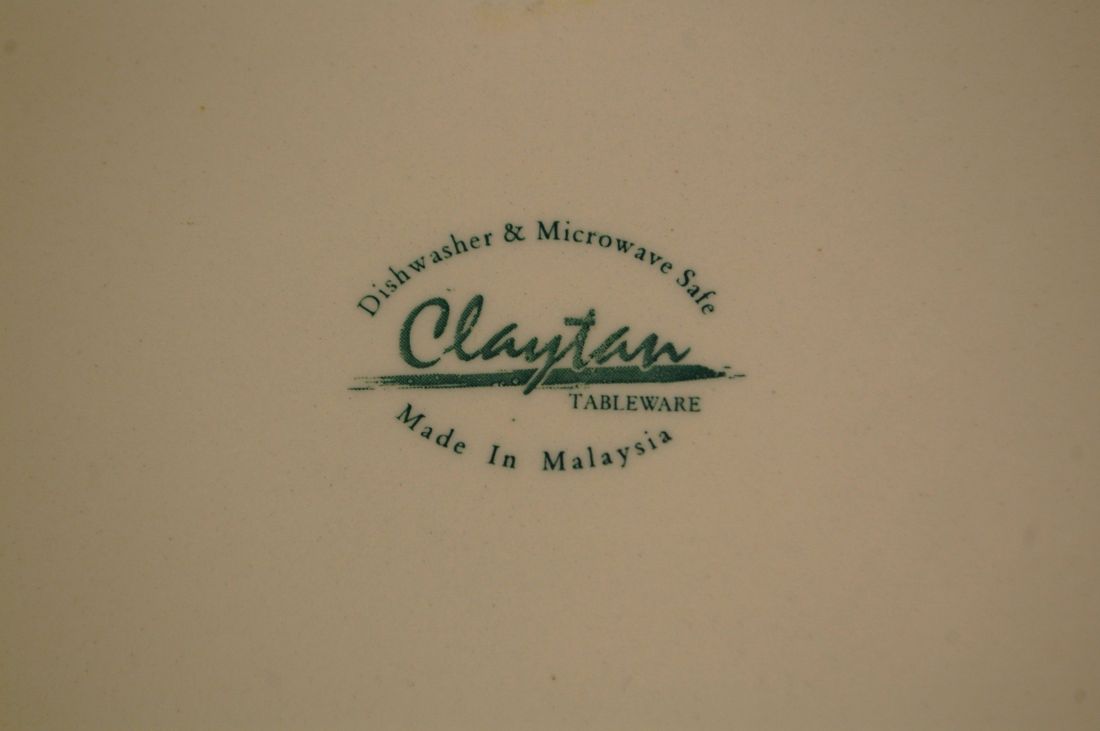 Dishwasher & Microwave Safe
Claytan
TABLEWARE
Made In Malaysia